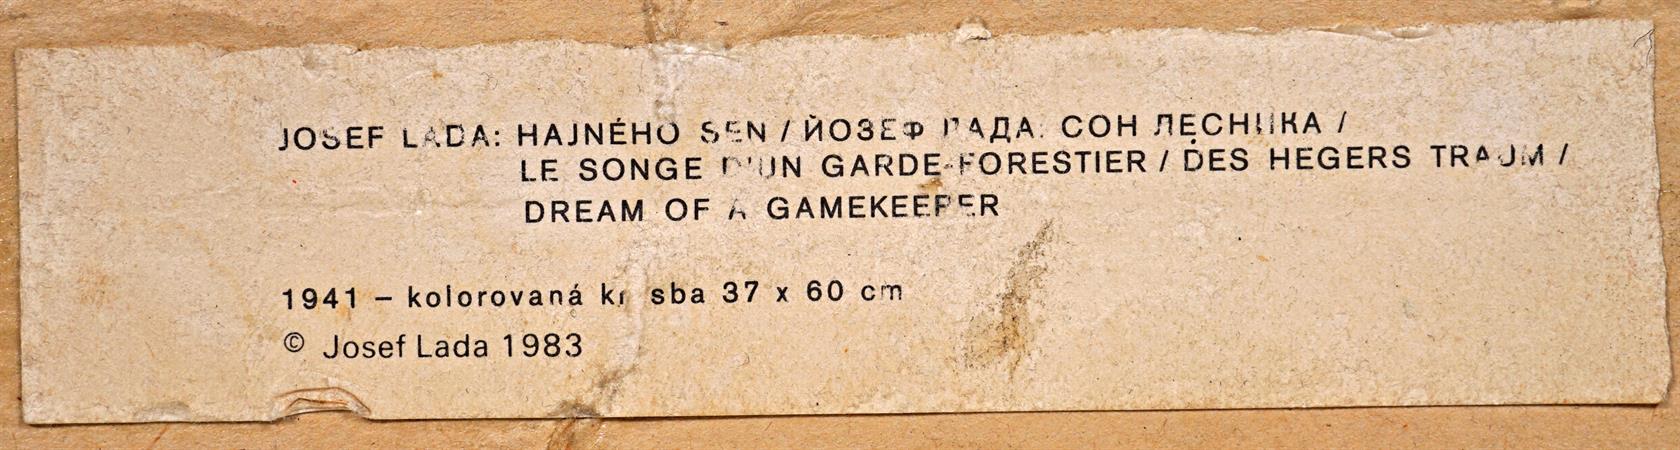 JOSEF LADA: HAJNÉHO SEN / ЙОЗЕФ ЛАДА: СОН ЛЕСНИКА /
LE SONGE D'UN GARDE-FORESTIER / DES HEGERS TRAUM /
DREAM OF A GAMEKEEPER
1941 – kolorovaná kresba 37 x 60 cm
© Josef Lada 1983